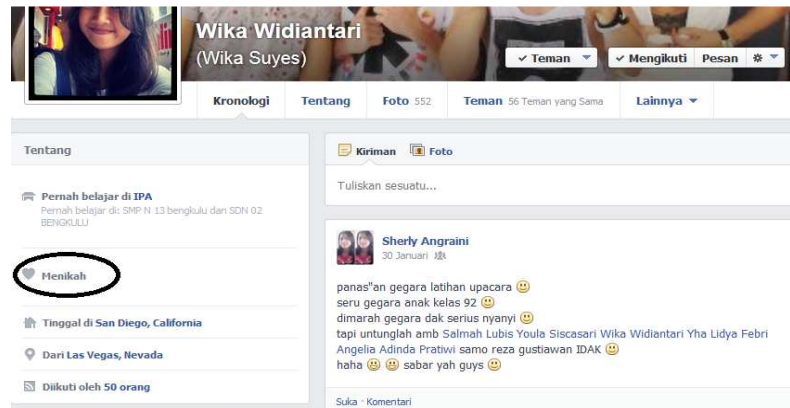 Wika Widiantari
(Wika Suyes)
✓ Teman ✓ Mengikuti Pesan
Kronologi Tentang Foto 552 Teman 56 Teman yang Sama Lainnya
Tentang
Pernah belajar di IPA
Pernah belajar di: SMP N 13 bengkulu dan SDN 02
BENGKULU
Menikah
Tinggal di San Diego, California
Dari Las Vegas, Nevada
Diikuti oleh 50 orang
Kiriman Foto
Tuliskan sesuatu...
Sherly Angraini
30 Januari
panas"an gegara latihan upacara
seru gegara anak kelas 92
dimarah gegara dak serius nyanyi
tapi untunglah amb Salmah Lubis Youla Siscasari Wika Widiantari Yha Lidya Febri
Angelia Adinda Pratiwi samo reza gustiawan IDAK
haha sabar yah guys
Suka · Komentari